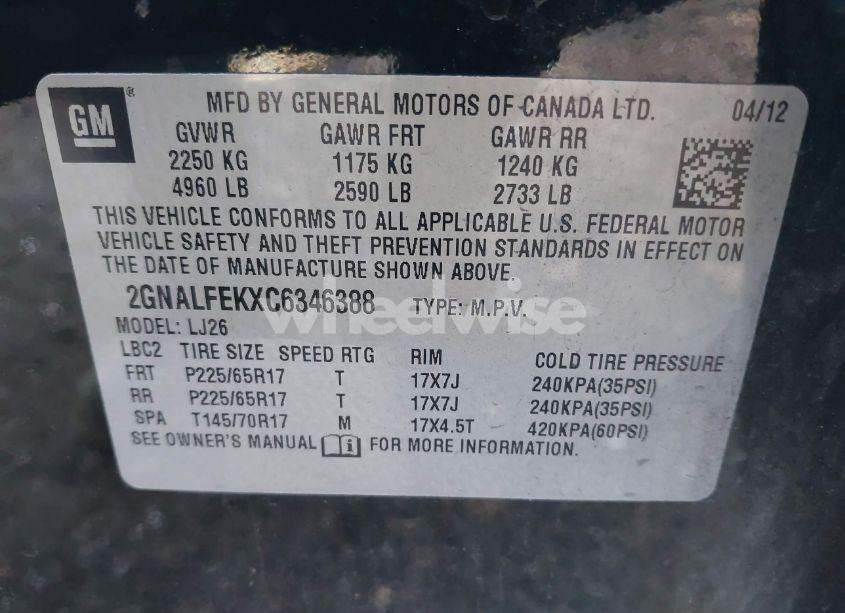 GM ® MFD BY GENERAL MOTORS OF CANADA LTD. 04/12
GVWR GAWR FRT GAWR RR
2250 KG 1175 KG 1240 KG
4960 LB 2590 LB 2733 LB
THIS VEHICLE CONFORMS TO ALL APPLICABLE U.S. FEDERAL MOTOR
VEHICLE SAFETY AND THEFT PREVENTION STANDARDS IN EFFECT ON
THE DATE OF MANUFACTURE SHOWN ABOVE.
2GNALFEKXC6346388 TYPE: M.P.V.
wheelwise
MODEL: LJ26
LBC2 TIRE SIZE SPEED RTG RIM COLD TIRE PRESSURE
FRT P225/65R17 T 17X7J 240KPA(35PSI)
RR P225/65R17 T 17X7J 240KPA(35PSI)
SPA T145/70R17 M 17X4.5T 420KPA(60PSI)
SEE OWNER'S MANUAL FOR MORE INFORMATION.